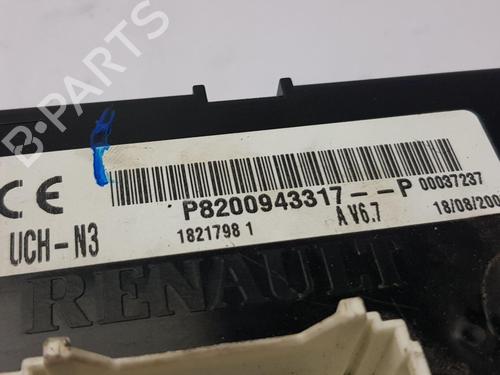 B-PARTS
CE
P8200943317--P 00037237
UCH-N3
1821798 1
A V6.7
18/08/200
RENAULT